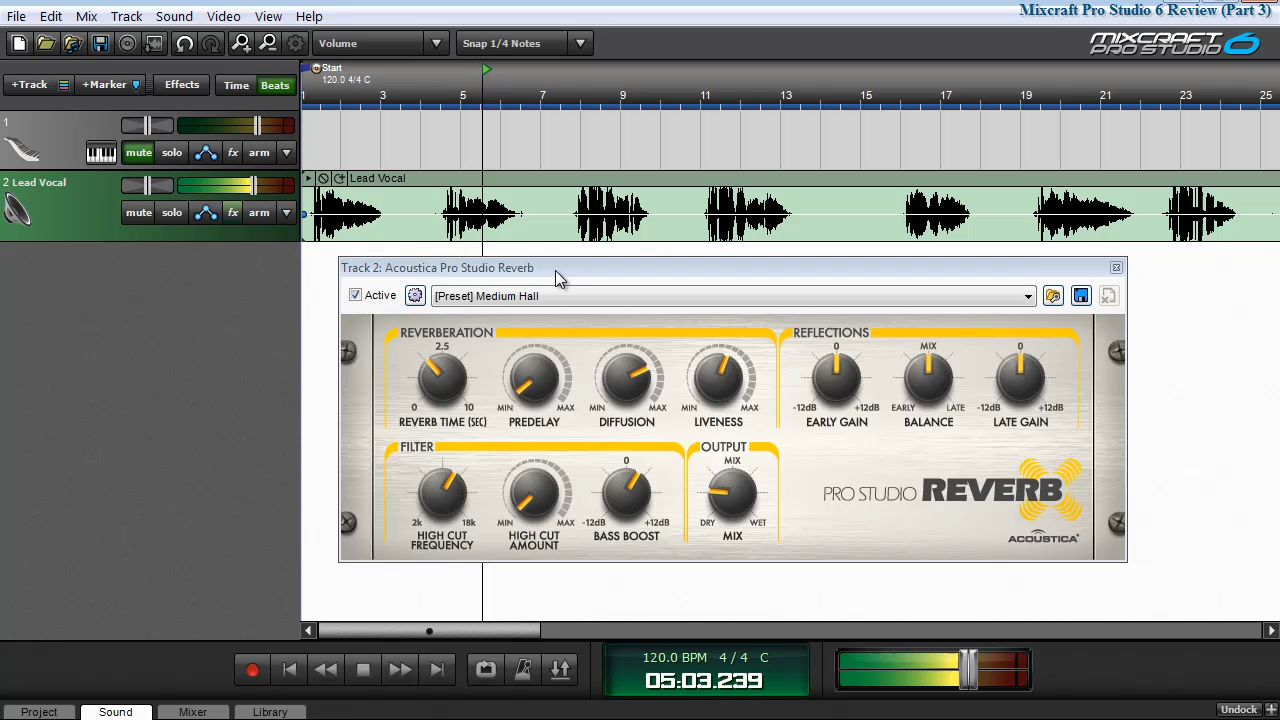 Mixcraft Pro Studio 6 Review (Part 3)
File Edit Mix Track Sound Video View Help
Volume Snap 1/4 Notes MIXCRAFT PRO STUDIO 6
+Track +Marker Effects Time Beats
Start
120.0 4/4 C
1 3 5 7 9 11 13 15 17 19 21 23 25
1
mute solo fx arm
2 Lead Vocal
Lead Vocal
mute solo fx arm
Track 2: Acoustica Pro Studio Reverb
Active [Preset] Medium Hall
REVERBERATION REFLECTIONS
2.5 0 MIX 0
0 10 MIN MAX MIN MAX MIN MAX -12dB +12dB EARLY LATE -12dB +12dB
REVERB TIME (SEC) PREDELAY DIFFUSION LIVENESS EARLY GAIN BALANCE LATE GAIN
FILTER OUTPUT
0 MIX
2k 18k MIN MAX -12dB +12dB DRY WET
HIGH CUT FREQUENCY HIGH CUT AMOUNT BASS BOOST MIX
PRO STUDIO REVERB
ACOUSTICA
120.0 BPM 4 / 4 C
05:03.239
Project Sound Mixer Library Undock